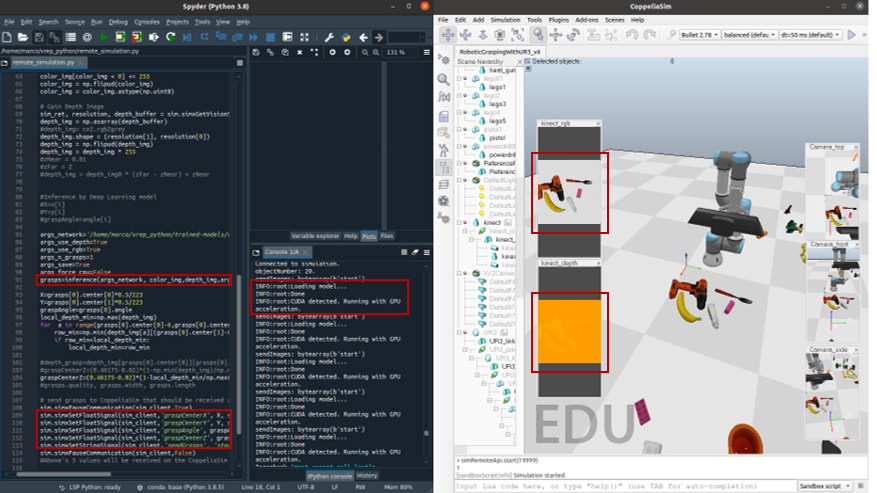 Spyder (Python 3.8)
File Edit Search Source Run Debug Consoles Projects Tools View Help
/home/marco/vrep_python/remote_simulation.py
remote_simulation.py
64 color_img[color_img < 0] += 255
65 color_img = np.flipud(color_img)
66 color_img = color_img.astype(np.uint8)
# Gain Depth Image
sim_ret, resolution, depth_buffer = sim.simxGetVisionS
depth_img = np.asarray(depth_buffer)
#depth_img= cv2.rgb2grey
depth_img.shape = (resolution[1], resolution[0])
depth_img = np.flipud(depth_img)
depth_img = depth_img * 255
#zNear = 0.01
#zFar = 2
#depth_img = depth_img0 * (zFar - zNear) + zNear
#Inference by Deep Learning model
#X=x[i]
#Y=y[i]
#graspAngle=angle[i]
args_network='/home/marco/vrep_python/trained-models/
args_use_depth=True
args_use_rgb=True
args_n_grasps=1
args_save=True
args_force_cpu=False
grasps=inference(args_network, color_img,depth_img,arg
X=grasps[0].center[0]*0.5/223
Y=grasps[0].center[1]*0.5/223
graspAngle=grasps[0].angle
local_depth_min=np.max(depth_img)
for a in range(grasps[0].center[0]-6,grasps[0].center
row_min=np.min(depth_img[a][(grasps[0].center[1]-
if row_min<local_depth_min:
local_depth_min=row_min
#depth_grasp=depth_img[grasps[0].center[0]][grasps[0]
#graspCenterZ=(0.40175-0.02)*(1-np.min(depth_img)/np
graspCenterZ=(0.40175-0.02)*(1-local_depth_min/np.max(
#grasps.quality, grasps.width, grasps.length
# send grasps to CoppeliaSim that should be received
sim.simxPauseCommunication(sim_client,True)
sim.simxSetFloatSignal(sim_client,'graspCenterX', X,
sim.simxSetFloatSignal(sim_client,'graspCenterY', Y,
sim.simxSetFloatSignal(sim_client,'graspAngle', grasp
sim.simxSetFloatSignal(sim_client,'graspCenterZ', gras
sim.simxSetStringSignal(sim_client,'sendGrasps',
sim.simxPauseCommunication(sim_client,False)
#Above's 3 values will be received on the CoppeliaSim
131 %
Variable explorer Help Plots Files
Console 1/A
Connected to simulation.
objectNumber: 20.
sendImages: bytearray(b'start')
INFO:root:Loading model...
INFO:root:Done
INFO:root:CUDA detected. Running with GPU
acceleration.
sendImages: bytearray(b'start')
INFO:root:Loading model...
INFO:root:Done
INFO:root:CUDA detected. Running with GPU
acceleration.
sendImages: bytearray(b'start')
INFO:root:Loading model...
INFO:root:Done
INFO:root:CUDA detected. Running with GPU
acceleration.
sendImages: bytearray(b'start')
INFO:root:Loading model...
INFO:root:Done
INFO:root:CUDA detected. Running with GPU
acceleration.
sendImages: bytearray(b'start')
INFO:root:Loading model...
INFO:root:Done
INFO:root:CUDA detected. Running with GPU
acceleration.
IPython console History
LSP Python: ready conda: base (Python 3.8.5) Line 18, Col 1 UTF-8 LF RW Mem 80%
CoppeliaSim
File Edit Add Simulation Tools Plugins Add-ons Scenes Help
Bullet 2.78 balanced (defau dt=50 ms (default)
RoboticGraspingWithUR3_v4
Scene hierarchy
Selected objects: 0
heat_gun
lego1
lego1
lego2
lego3
lego4
lego5
pistol1
pistol
powerdrill
powerdrill
kinect
UR3
UR3_link
kinect_rgb
kinect_depth
Camera_top
Camera_front
Camera_side
EDU
> simRemoteApi.start(19999)
1
[sandboxScript:info] Simulation started.
Input Lua code here, or type "help()" (use TAB for auto-completion) Sandbox script